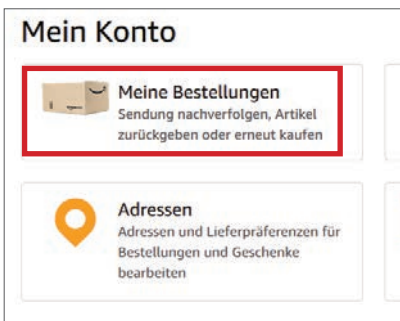 Mein Konto
Meine Bestellungen
Sendung nachverfolgen, Artikel
zurückgeben oder erneut kaufen
Adressen
Adressen und Lieferpräferenzen für
Bestellungen und Geschenke
bearbeiten